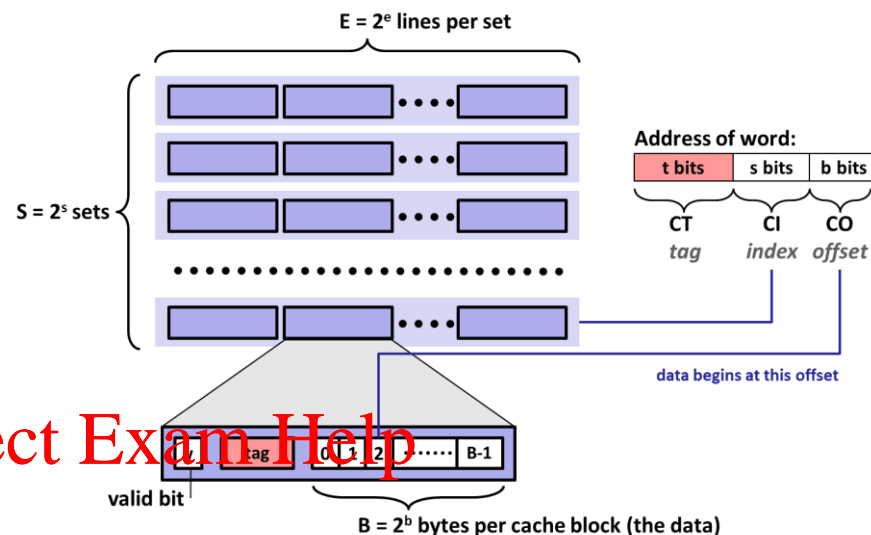 E = 2ᵉ lines per set
S = 2ˢ sets
Address of word:
t bits s bits b bits
CT CI CO
tag index offset
data begins at this offset
ect Exam Help
v tag 0 1 2 ······· B-1
valid bit
B = 2ᵇ bytes per cache block (the data)